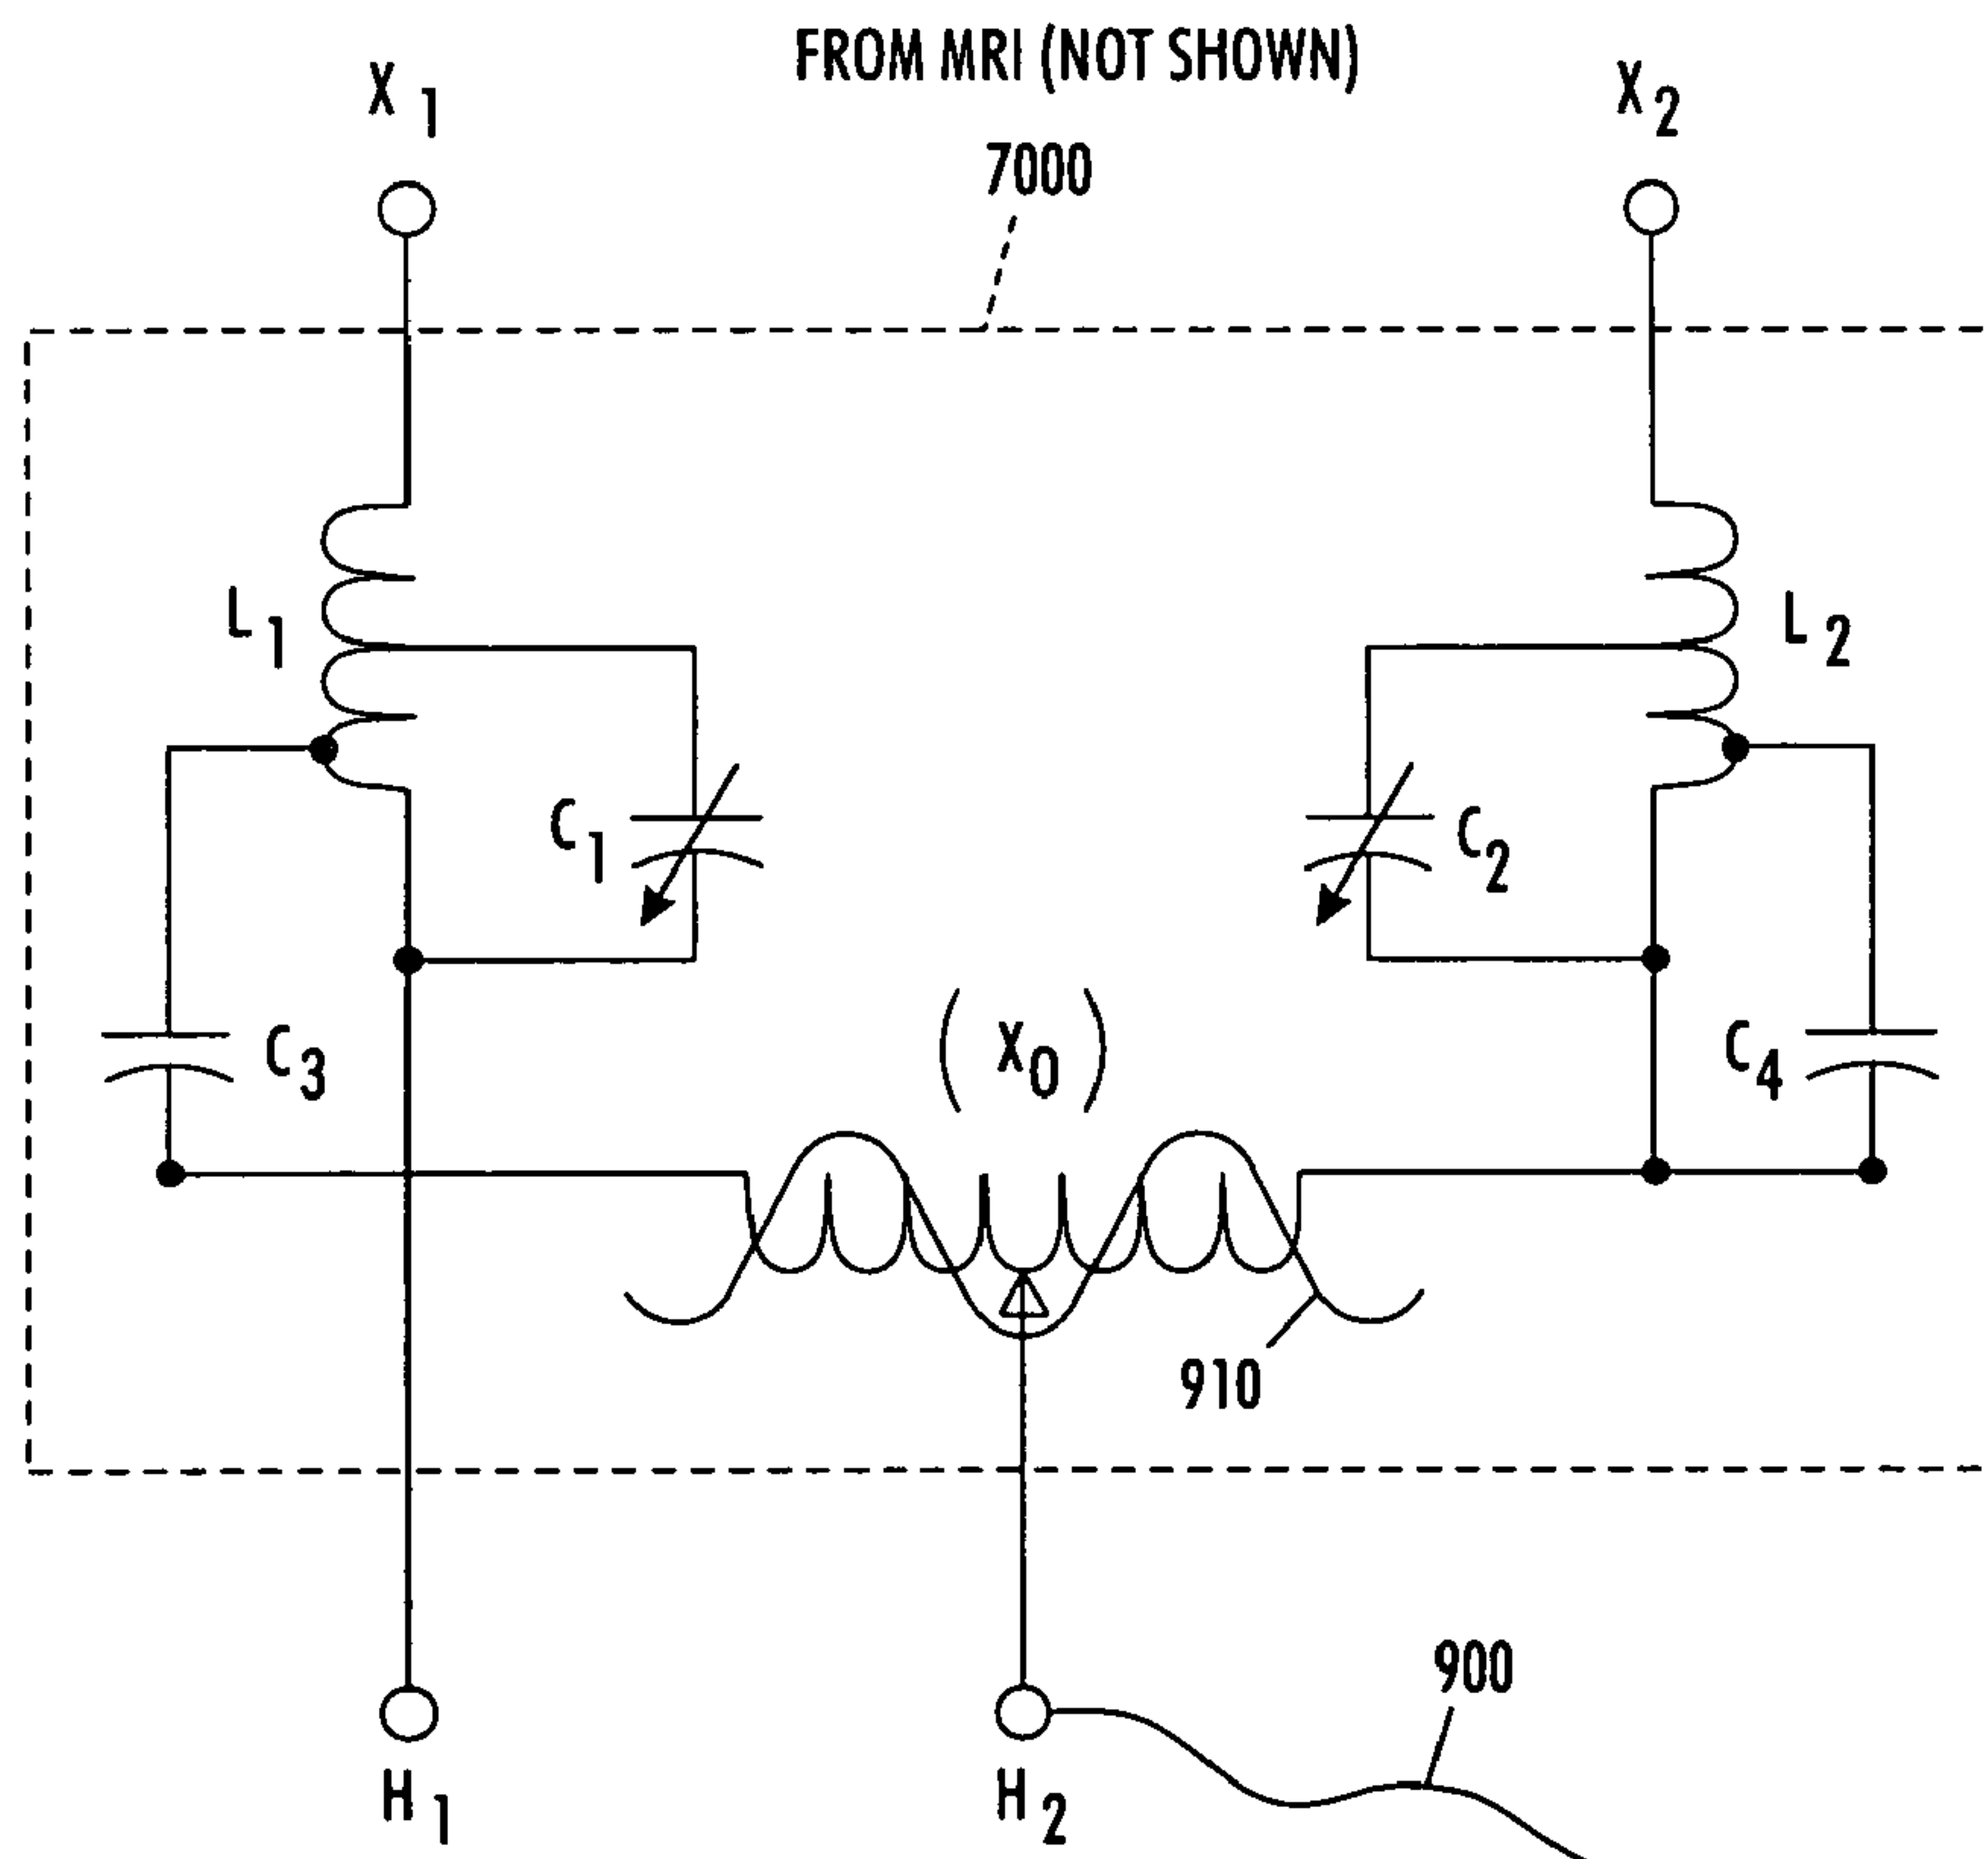 FROM MRI (NOT SHOWN)
X1
X2
7000
L1
L2
C1
C2
C3
(X0)
C4
910
900
H1
H2